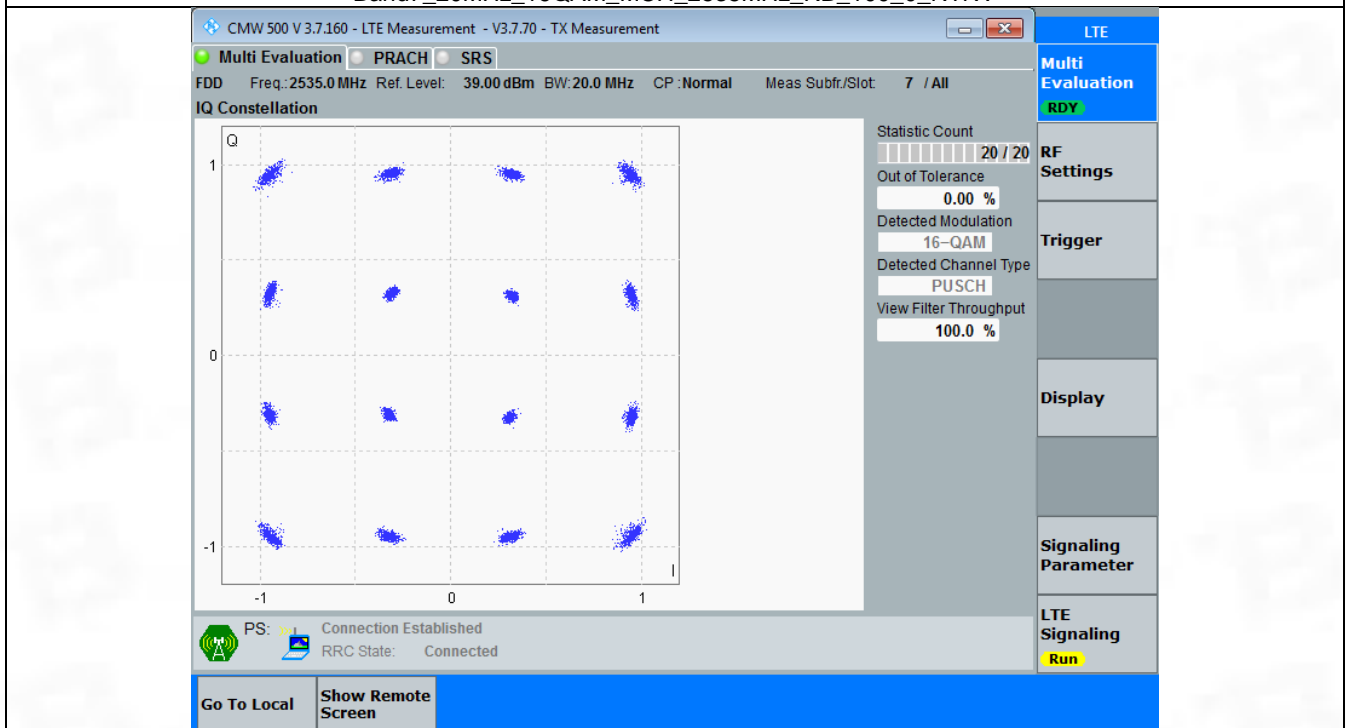 CMW 500 V 3.7.160 - LTE Measurement - V3.7.70 - TX Measurement
LTE
Multi Evaluation PRACH SRS
Multi Evaluation
RDY
FDD Freq.: 2535.0 MHz Ref. Level: 39.00 dBm BW: 20.0 MHz CP : Normal Meas Subfr./Slot: 7 / All
IQ Constellation
Q
1
0
-1
-1 0 1
I
Statistic Count
20 / 20
Out of Tolerance
0.00 %
Detected Modulation
16-QAM
Detected Channel Type
PUSCH
View Filter Throughput
100.0 %
RF
Settings
Trigger
Display
Signaling
Parameter
LTE
Signaling
Run
PS: Connection Established
RRC State: Connected
Go To Local
Show Remote
Screen